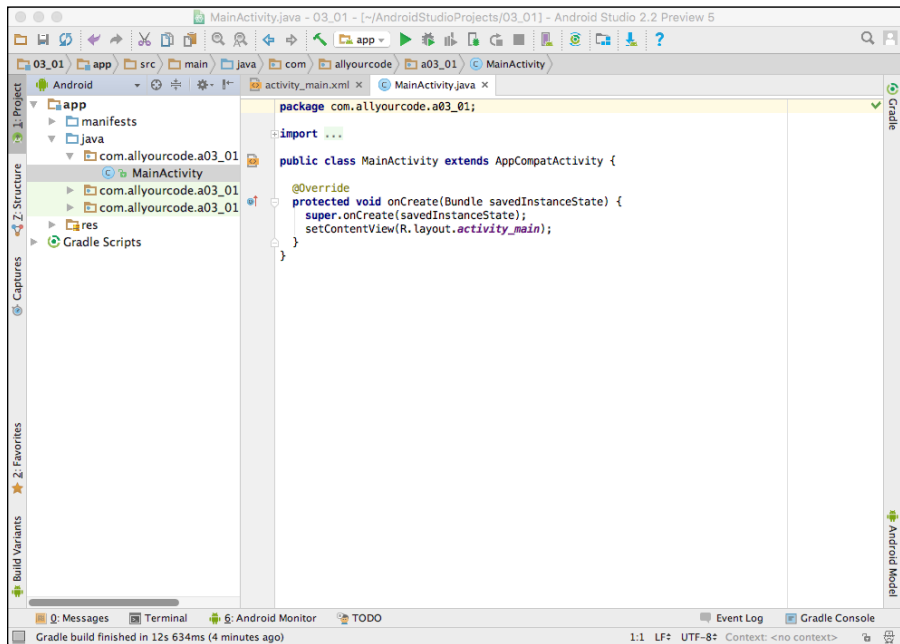 MainActivity.java - 03_01 - [~/AndroidStudioProjects/03_01] - Android Studio 2.2 Preview 5
app
03_01 app src main java com allyourcode a03_01 MainActivity
Android
activity_main.xml × MainActivity.java ×
1: Project
Z: Structure
Captures
2: Favorites
Build Variants
app
manifests
java
com.allyourcode.a03_01
MainActivity
com.allyourcode.a03_01
com.allyourcode.a03_01
res
Gradle Scripts
package com.allyourcode.a03_01;
import ...
public class MainActivity extends AppCompatActivity {
@Override
protected void onCreate(Bundle savedInstanceState) {
super.onCreate(savedInstanceState);
setContentView(R.layout.activity_main);
}
}
Gradle
Android Model
0: Messages Terminal 6: Android Monitor TODO Event Log Gradle Console
Gradle build finished in 12s 634ms (4 minutes ago) 1:1 LF÷ UTF-8÷ Context: <no context>